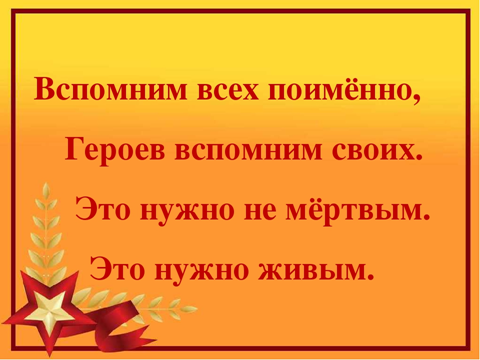 Вспомним всех поимённо,
Героев вспомним своих.
Это нужно не мёртвым.
Это нужно живым.